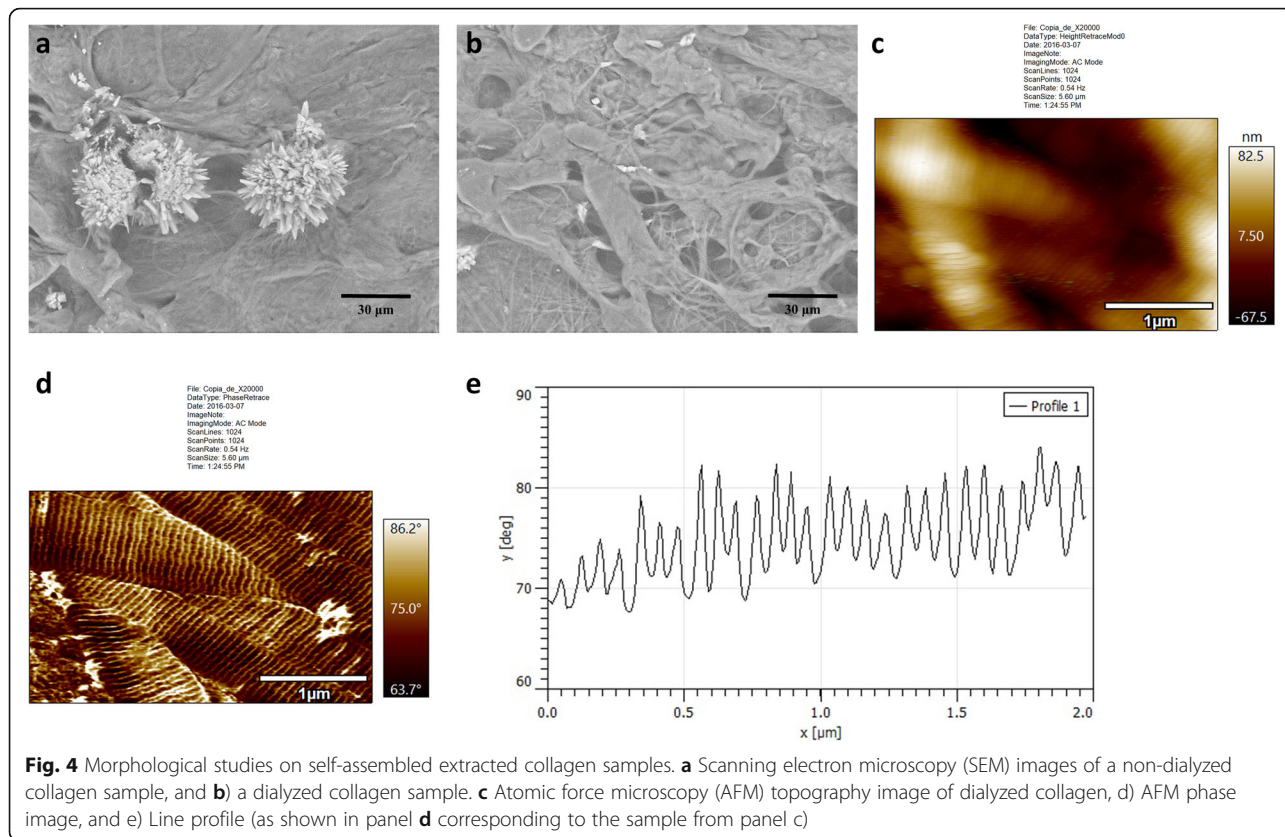 a
30 µm
b
30 µm
c
File: Copia_de_X20000
DataType: HeightRetraceMod0
Date: 2016-03-07
ImageNote:
ImagingMode: AC Mode
ScanLines: 1024
ScanPoints: 1024
ScanRate: 0.54 Hz
ScanSize: 5.60 µm
Time: 1:24:55 PM
nm
82.5
7.50
-67.5
1µm
d
File: Copia_de_X20000
DataType: PhaseRetrace
Date: 2016-03-07
ImageNote:
ImagingMode: AC Mode
ScanLines: 1024
ScanPoints: 1024
ScanRate: 0.54 Hz
ScanSize: 5.60 µm
Time: 1:24:55 PM
86.2°
75.0°
63.7°
1µm
e
90
80
70
60
y [deg]
Profile 1
0.0 0.5 1.0 1.5 2.0
x [µm]
Fig. 4 Morphological studies on self-assembled extracted collagen samples. a Scanning electron microscopy (SEM) images of a non-dialyzed
collagen sample, and b) a dialyzed collagen sample. c Atomic force microscopy (AFM) topography image of dialyzed collagen, d) AFM phase
image, and e) Line profile (as shown in panel d corresponding to the sample from panel c)